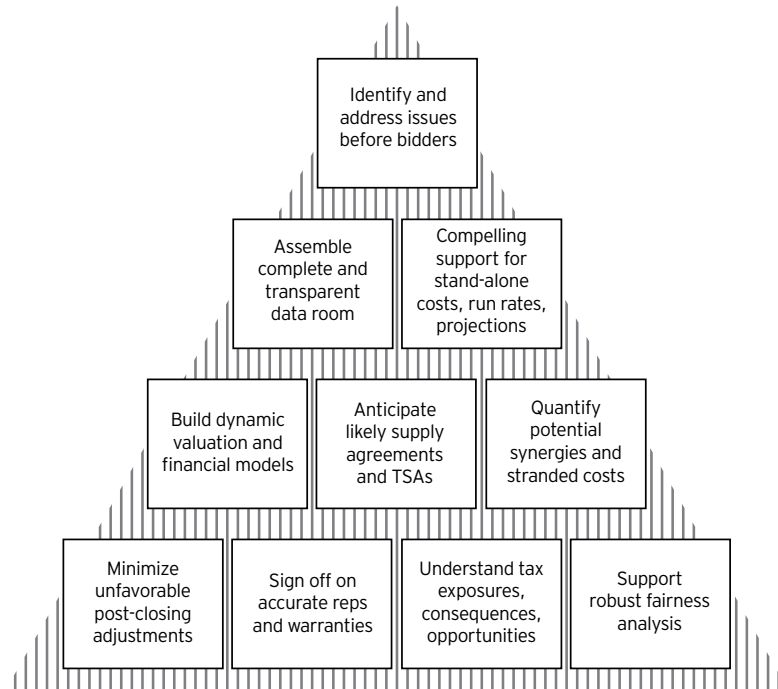 Identify and
address issues
before bidders
Assemble
complete and
transparent
data room
Compelling
support for
stand-alone
costs, run rates,
projections
Build dynamic
valuation and
financial models
Anticipate
likely supply
agreements
and TSAs
Quantify
potential
synergies and
stranded costs
Minimize
unfavorable
post-closing
adjustments
Sign off on
accurate reps
and warranties
Understand tax
exposures,
consequences,
opportunities
Support
robust fairness
analysis